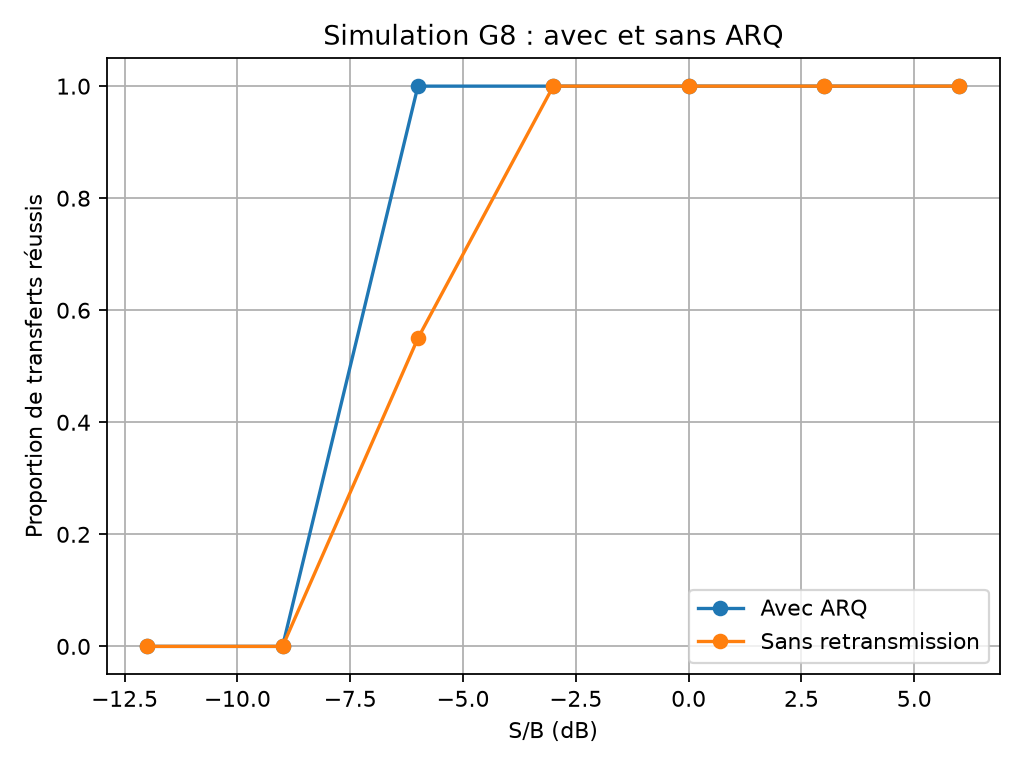 Simulation G8 : avec et sans ARQ
Proportion de transferts réussis
1.0
0.8
0.6
0.4
0.2
0.0
Avec ARQ
Sans retransmission
−12.5 −10.0 −7.5 −5.0 −2.5 0.0 2.5 5.0
S/B (dB)